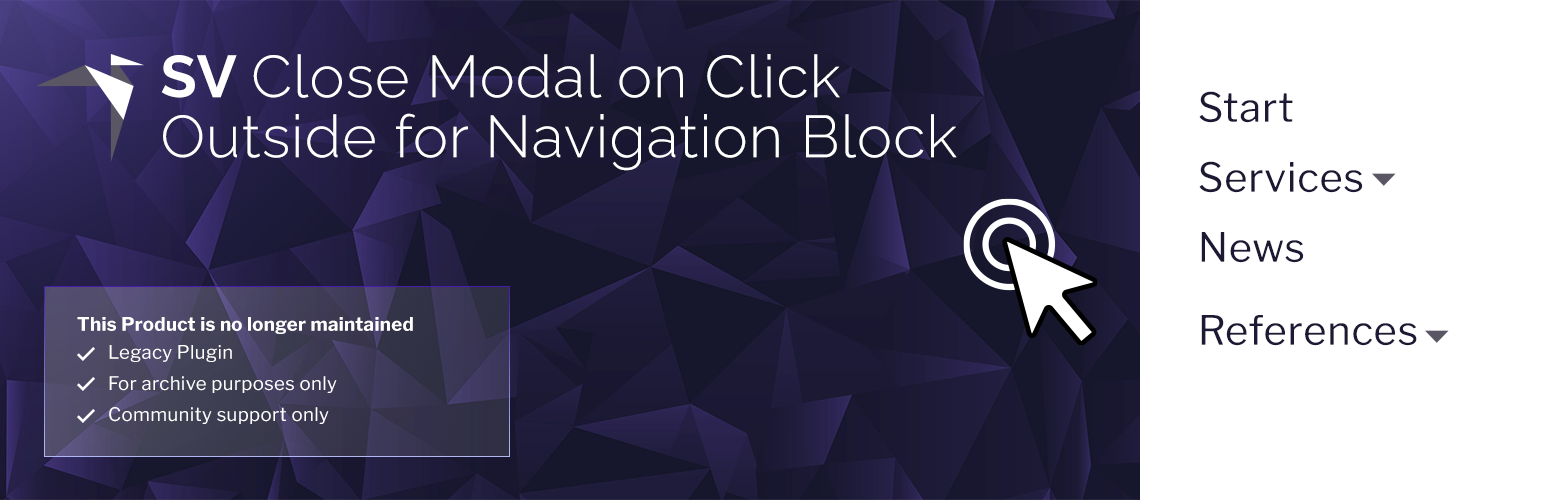 SV Close Modal on Click
Outside for Navigation Block
This Product is no longer maintained
Legacy Plugin
For archive purposes only
Community support only
Start
Services
News
References